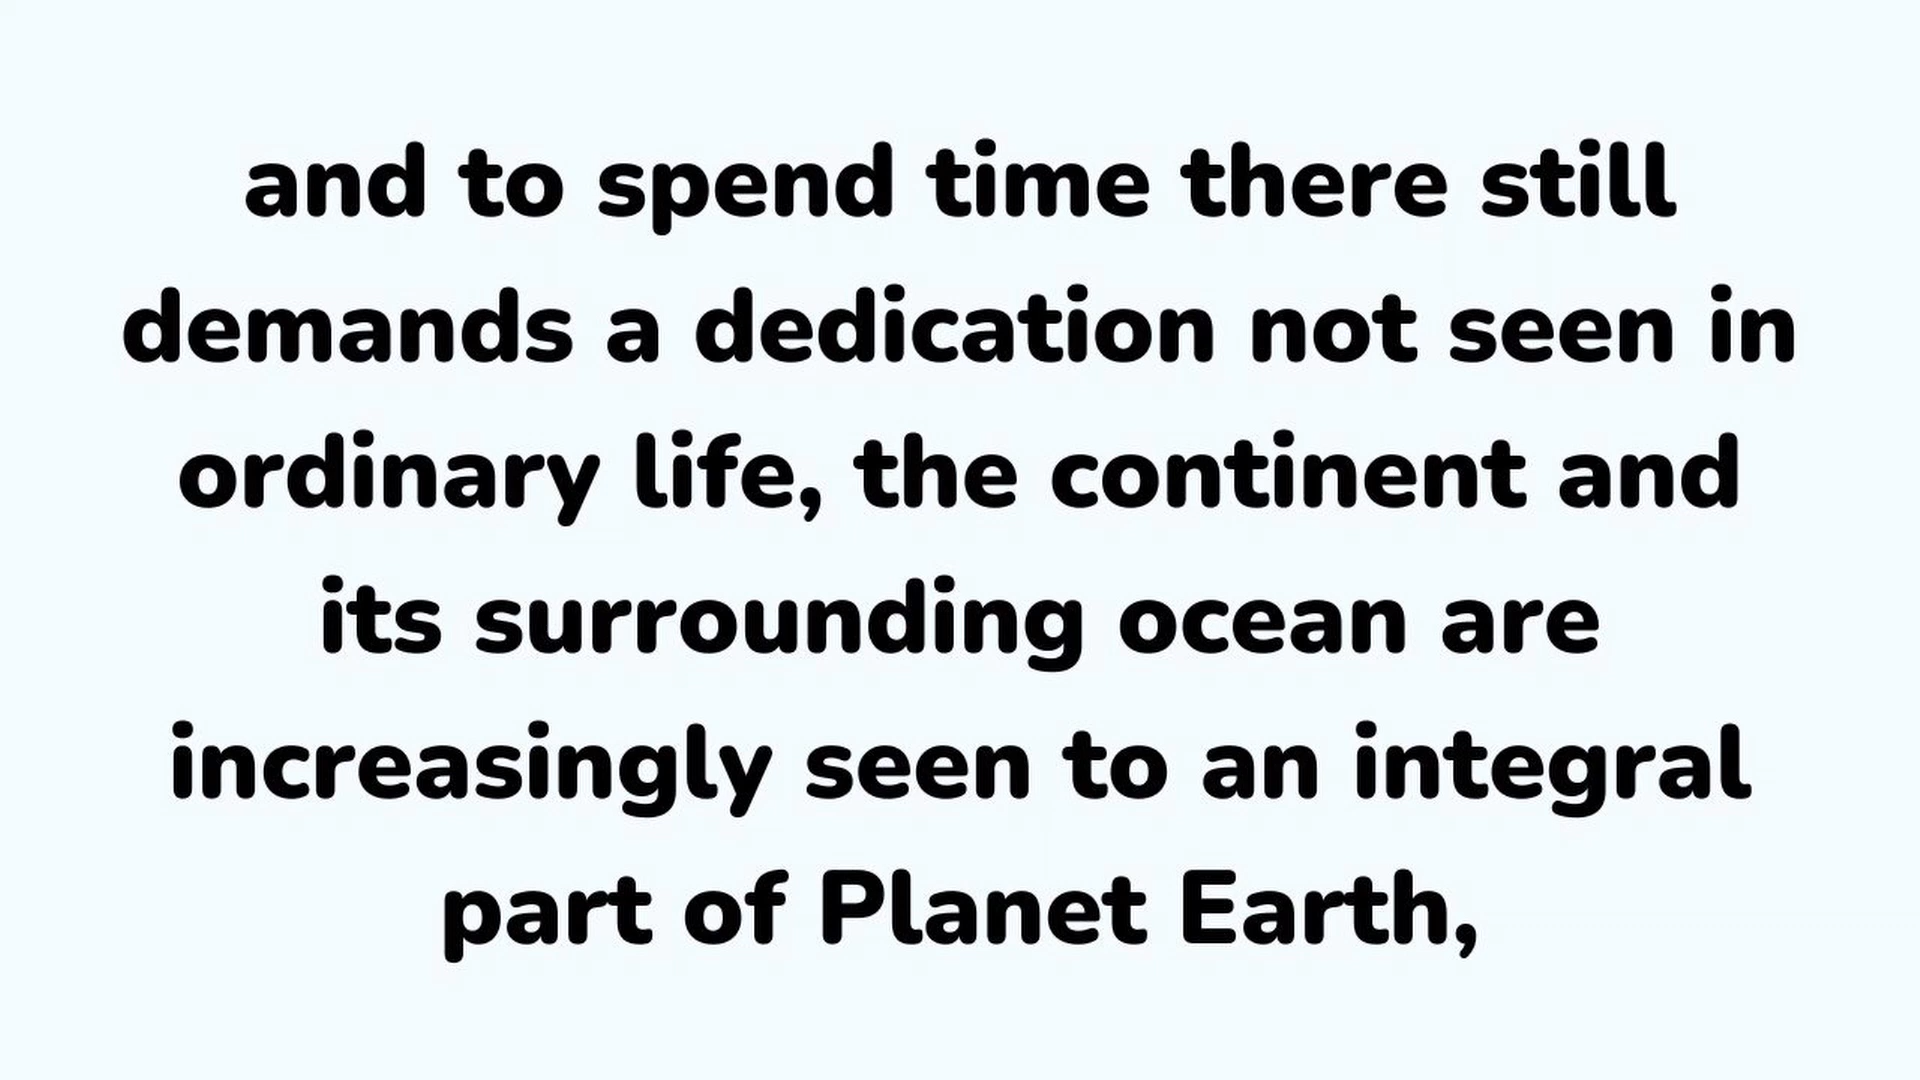 and to spend time there still
demands a dedication not seen in
ordinary life, the continent and
its surrounding ocean are
increasingly seen to an integral
part of Planet Earth,